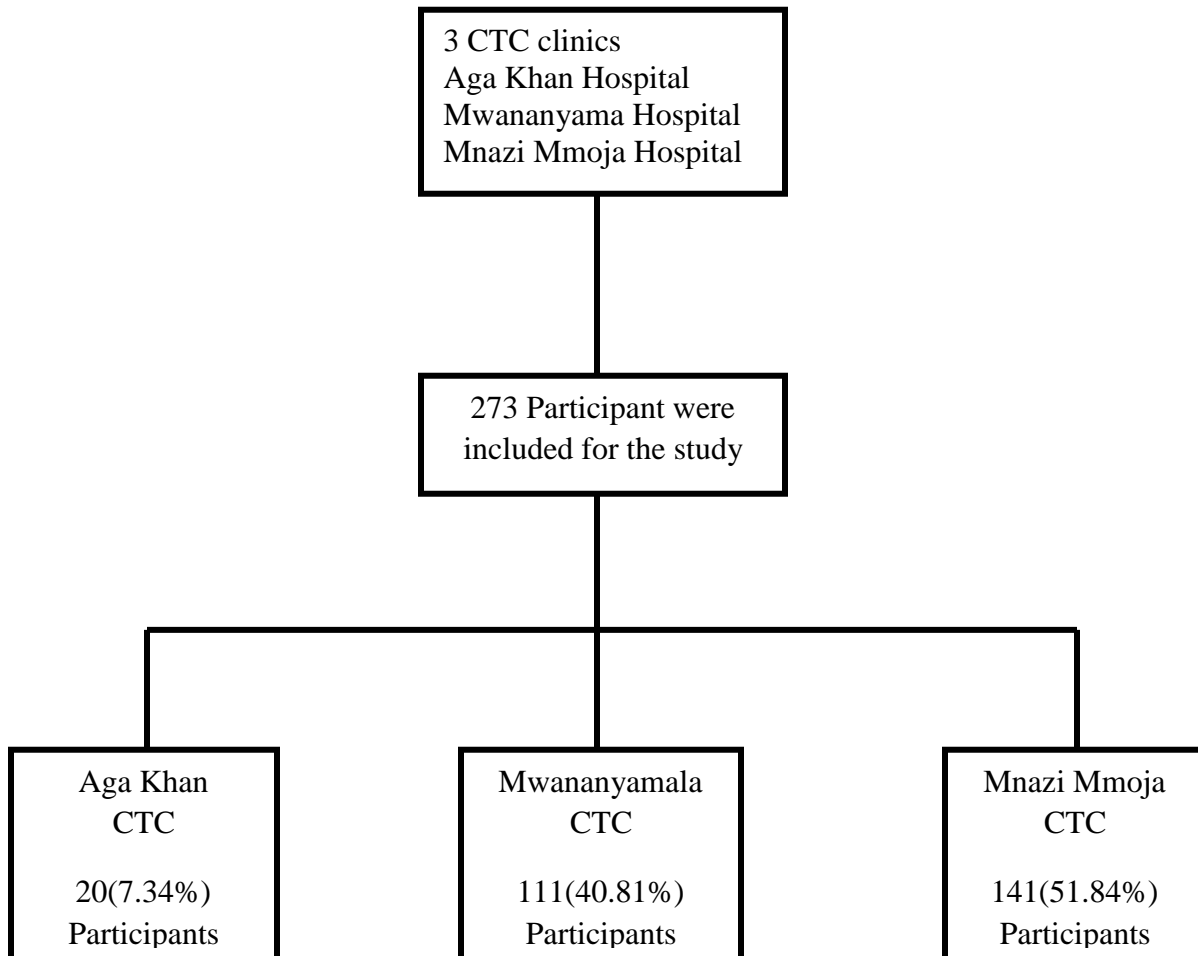 3 CTC clinics
Aga Khan Hospital
Mwananyama Hospital
Mnazi Mmoja Hospital
273 Participant were
included for the study
Aga Khan
CTC
20(7.34%)
Participants
Mwananyamala
CTC
111(40.81%)
Participants
Mnazi Mmoja
CTC
141(51.84%)
Participants